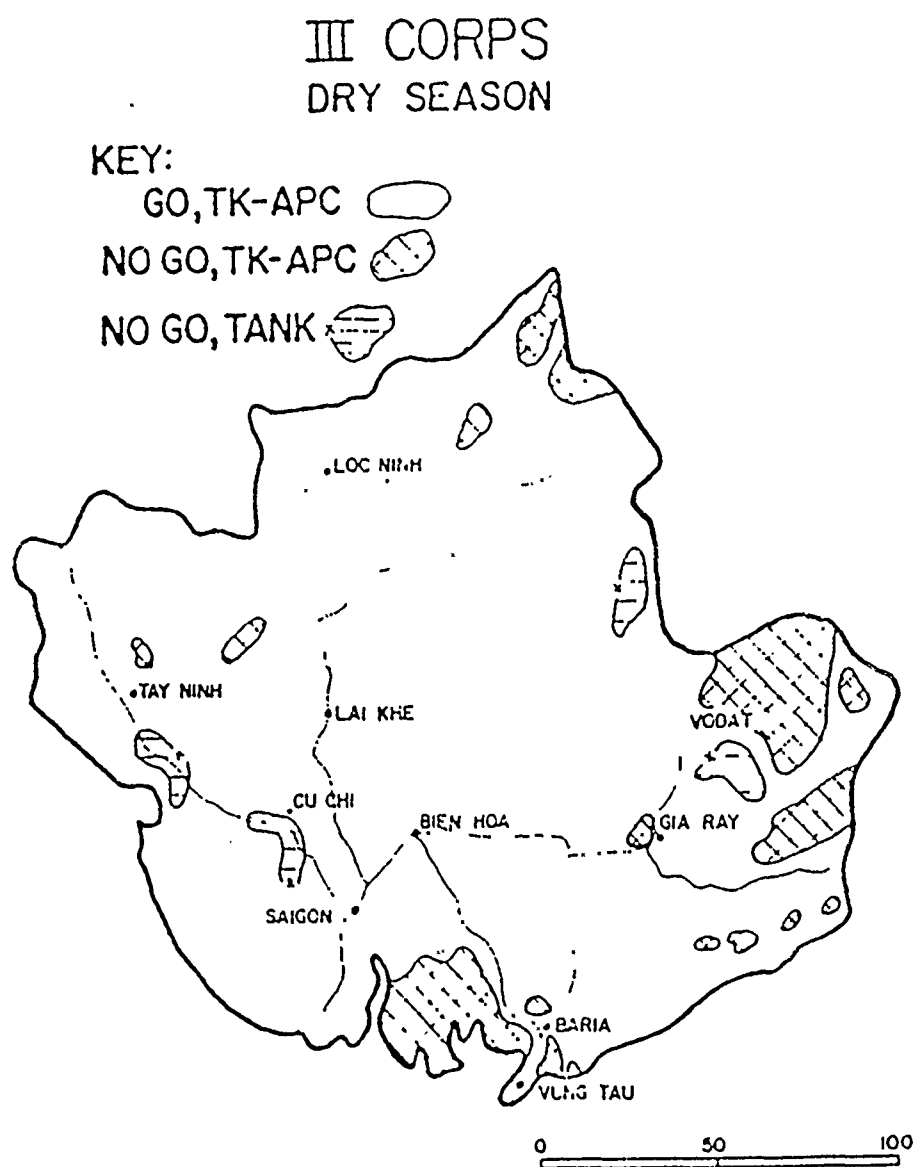 III CORPS
DRY SEASON
KEY:
GO, TK-APC
NO GO, TK-APC
NO GO, TANK
LOC NINH
TAY NINH
LAI KHE
VODAT
CU CHI
BIEN HOA
GIA RAY
SAIGON
BARIA
VUNG TAU
0 50 100